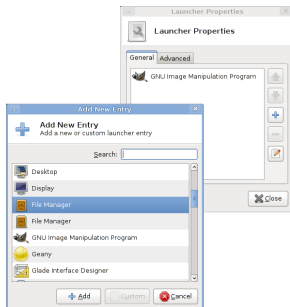 Launcher Properties
Launcher Properties
General Advanced
GNU Image Manipulation Program
Close
Add New Entry
Add New Entry
Add a new or custom launcher entry
Search:
Desktop
Display
File Manager
File Manager
GNU Image Manipulation Program
Geany
Glade Interface Designer
Add Custom Cancel